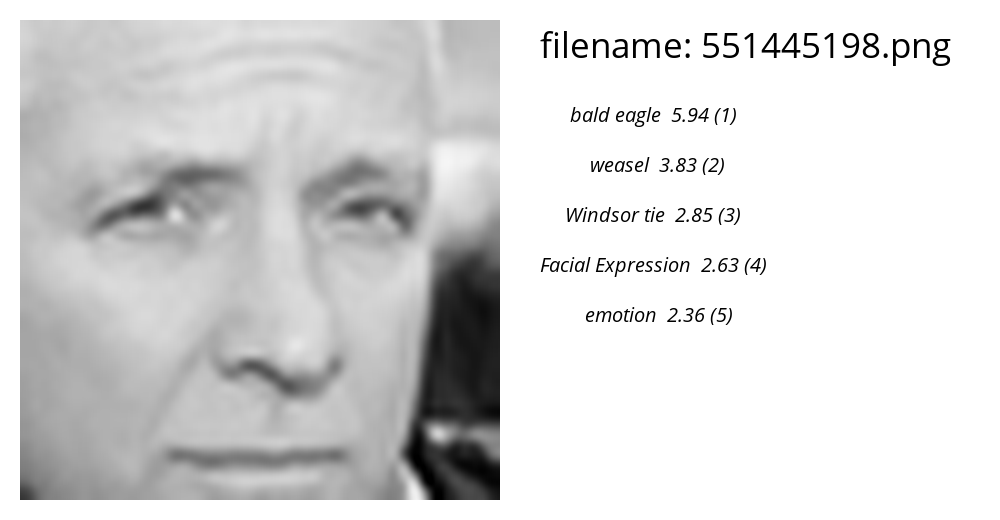 filename: 551445198.png
bald eagle 5.94 (1)
weasel 3.83 (2)
Windsor tie 2.85 (3)
Facial Expression 2.63 (4)
emotion 2.36 (5)